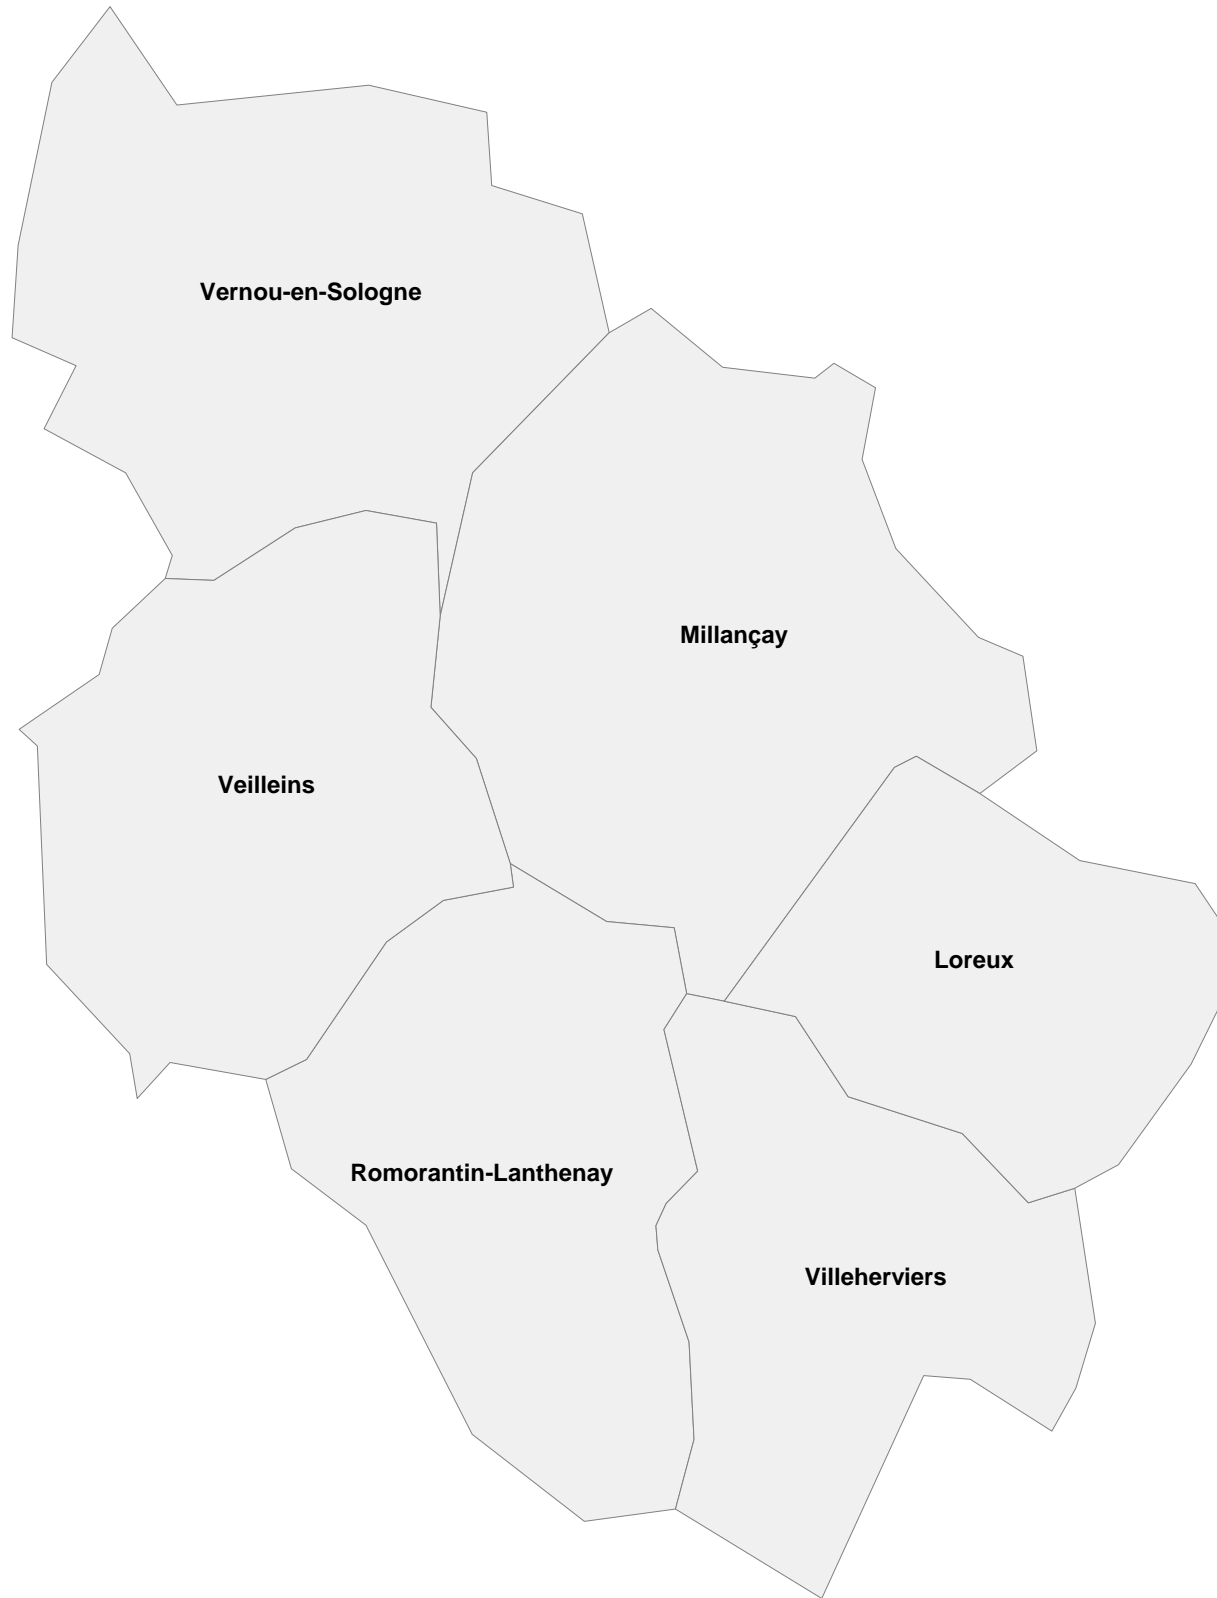 Vernou-en-Sologne
Millançay
Veilleins
Loreux
Romorantin-Lanthenay
Villeherviers